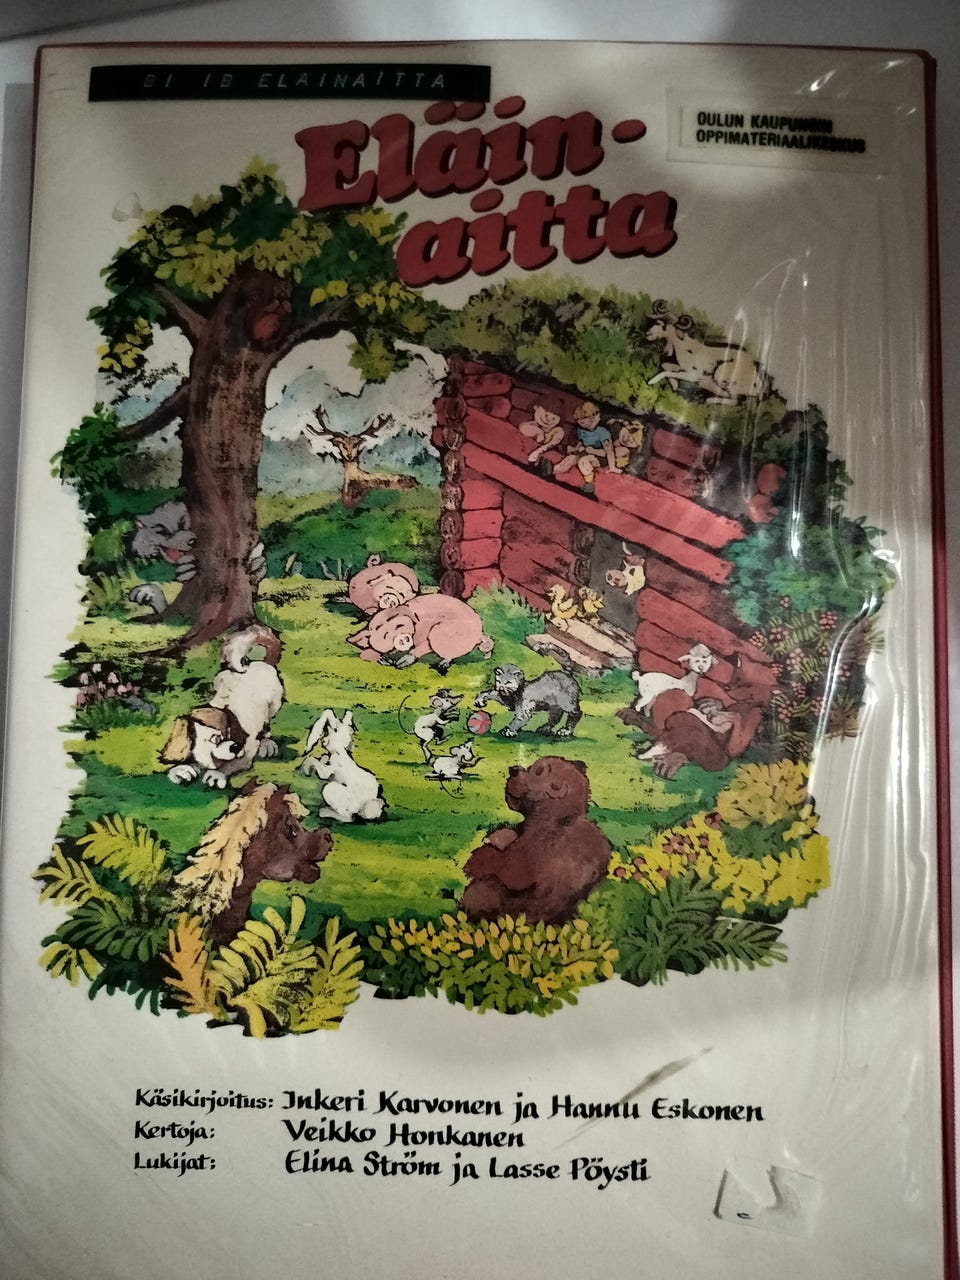 BI IB ELÄINAITTA
OULUN KAUPUNGIN
OPPIMATERIAALIKESKUS
Eläin-
aitta
Käsikirjoitus: Inkeri Karvonen ja Hannu Eskonen
Kertoja: Veikko Honkanen
Lukijat: Elina Ström ja Lasse Pöysti